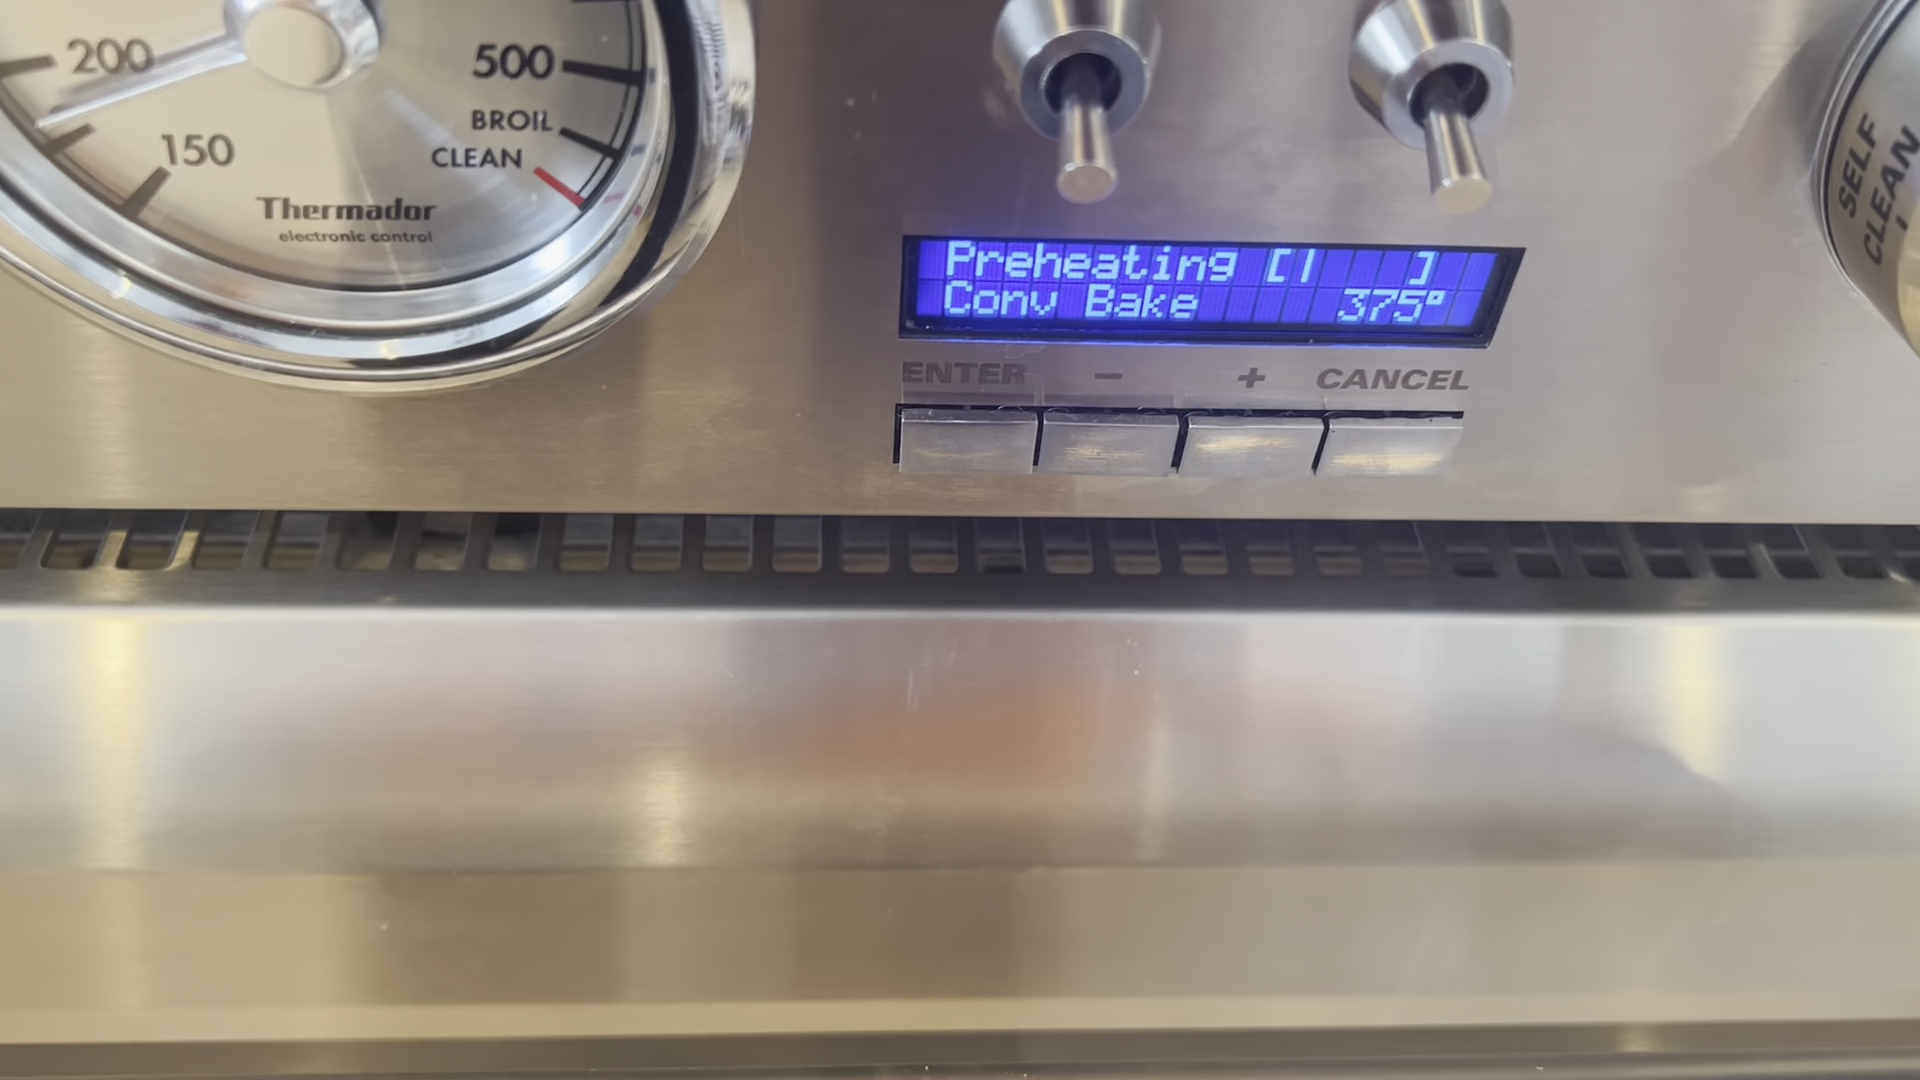 200
500
BROIL
150
CLEAN
Thermador
electronic control
Preheating [| ]
Conv Bake 375°
ENTER - + CANCEL
SELF
CLEAN